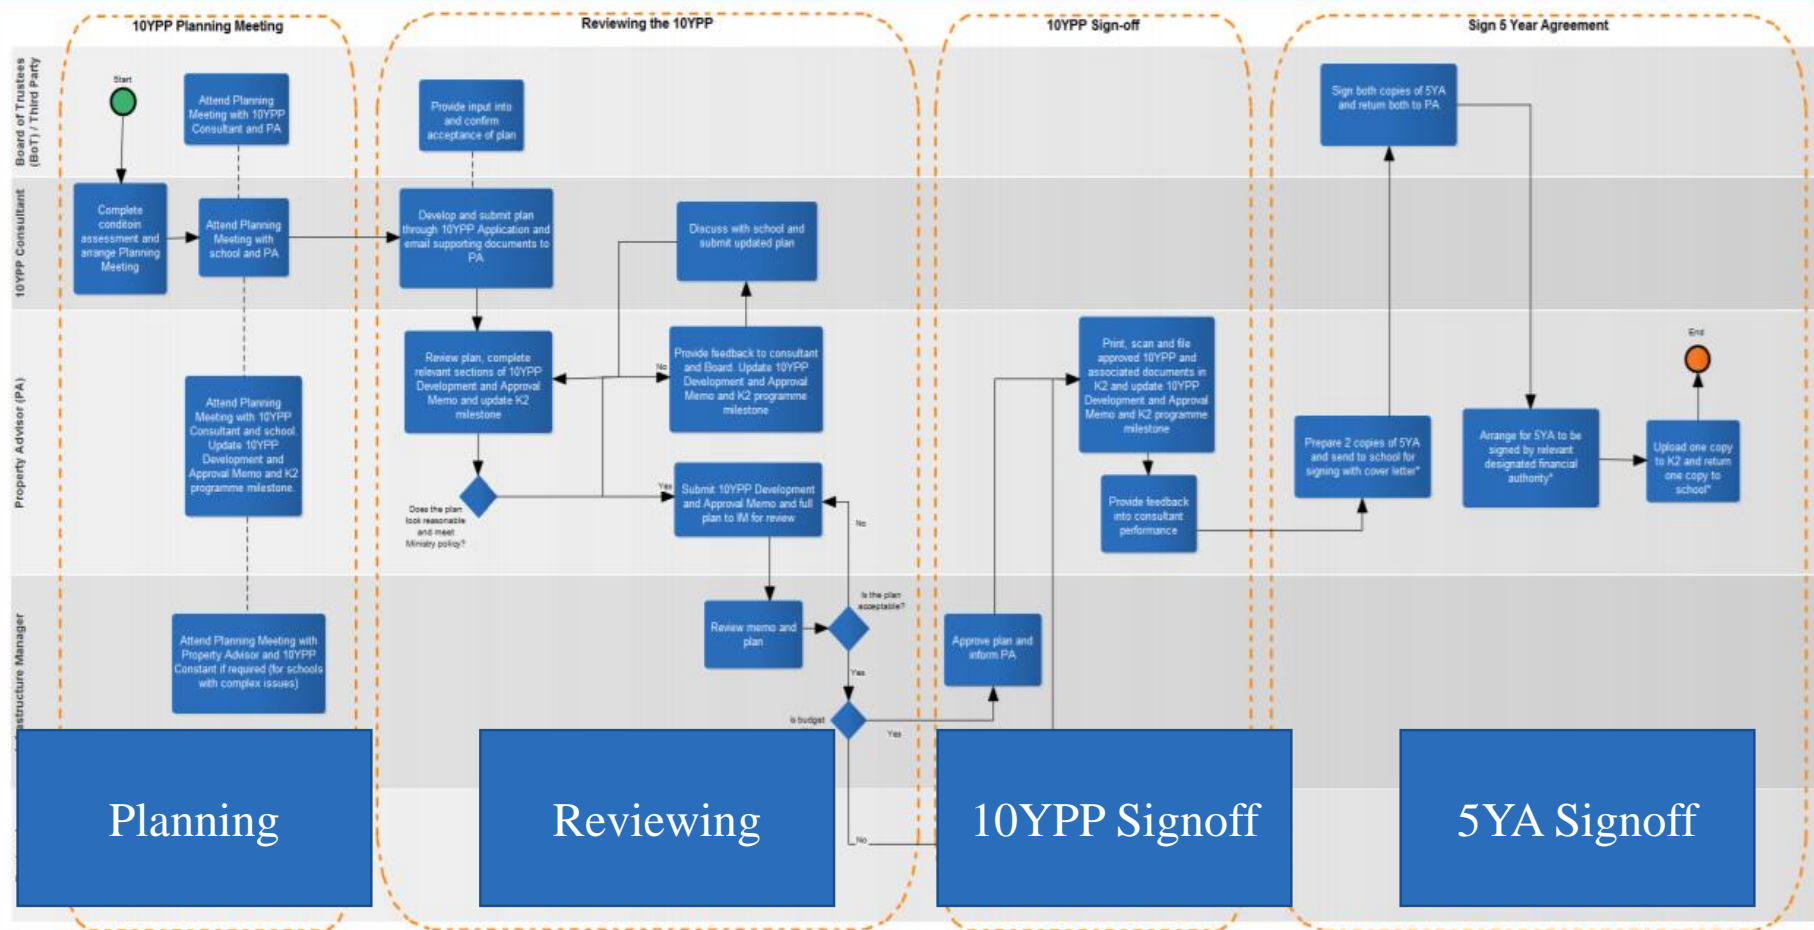 10YPP Planning Meeting
Reviewing the 10YPP
10YPP Sign-off
Sign 5 Year Agreement
Board of Trustees
(BoT) / Third Party
Start
Attend Planning
Meeting with 10YPP
Consultant and PA
Provide input into
and confirm
acceptance of plan
Sign both copies of 5YA
and return both to PA
10YPP Consultant
Complete
conditoin
assessment and
arrange Planning
Meeting
Attend Planning
Meeting with
school and PA
Develop and submit plan
through 10YPP Application and
email supporting documents to
PA
Discuss with school and
submit updated plan
Property Advisor (PA)
Attend Planning
Meeting with 10YPP
Consultant and school.
Update 10YPP
Development and
Approval Memo and K2
programme milestone.
Review plan, complete
relevant sections of 10YPP
Development and Approval
Memo and update K2
milestone
No
Provide feedback to consultant
and Board. Update 10YPP
Development and Approval
Memo and K2 programme
milestone
Does the plan
look reasonable
and meet
Ministry policy?
Yes
Submit 10YPP Development
and Approval Memo and full
plan to IM for review
No
Print, scan and file
approved 10YPP and
associated documents in
K2 and update 10YPP
Development and Approval
Memo and K2 programme
milestone
Provide feedback
into consultant
performance
Prepare 2 copies of 5YA
and send to school for
signing with cover letter*
Arrange for 5YA to be
signed by relevant
designated financial
authority*
Upload one copy
to K2 and return
one copy to
school*
End
astructure Manager
Attend Planning Meeting with
Property Advisor and 10YPP
Constant if required (for schools
with complex issues)
Review memo and
plan
Is the plan
acceptable?
Yes
Is budget
Yes
No
Approve plan and
inform PA
Planning
Reviewing
10YPP Signoff
5YA Signoff